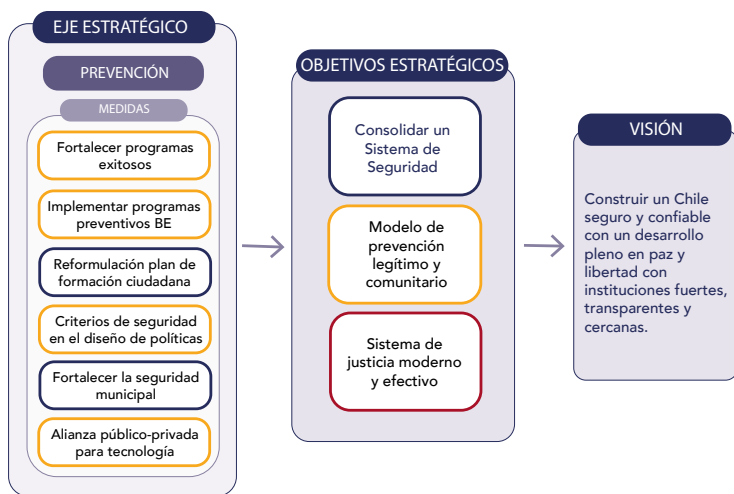 EJE ESTRATÉGICO
PREVENCIÓN
MEDIDAS
Fortalecer programas
exitosos
Implementar programas
preventivos BE
Reformulación plan de
formación ciudadana
Criterios de seguridad
en el diseño de políticas
Fortalecer la seguridad
municipal
Alianza público-privada
para tecnología
OBJETIVOS ESTRATÉGICOS
Consolidar un
Sistema de
Seguridad
Modelo de
prevención
legítimo y
comunitario
Sistema de
justicia moderno
y efectivo
VISIÓN
Construir un Chile
seguro y confiable
con un desarrollo
pleno en paz y
libertad con
instituciones fuertes,
transparentes y
cercanas.